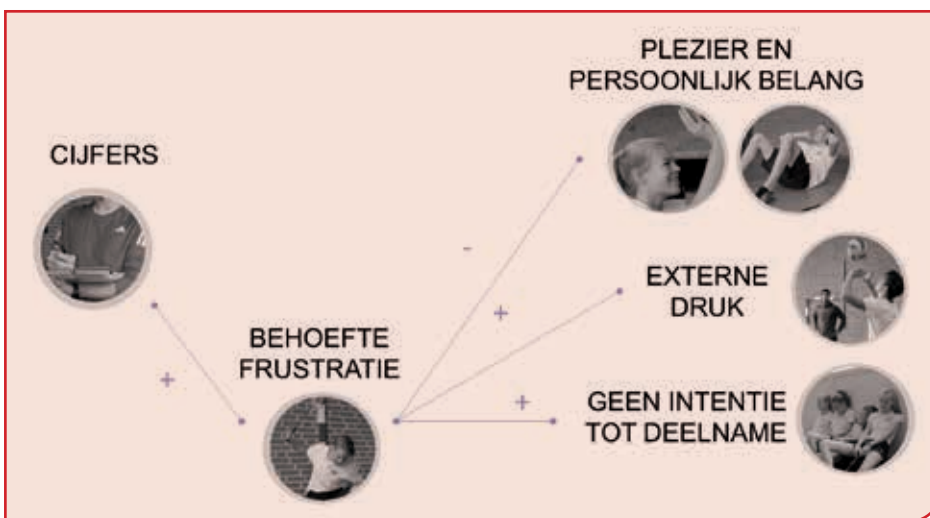 PLEZIER EN
PERSOONLIJK BELANG
CIJFERS
-
EXTERNE
DRUK
+
BEHOEFTE
FRUSTRATIE
+
+
GEEN INTENTIE
TOT DEELNAME